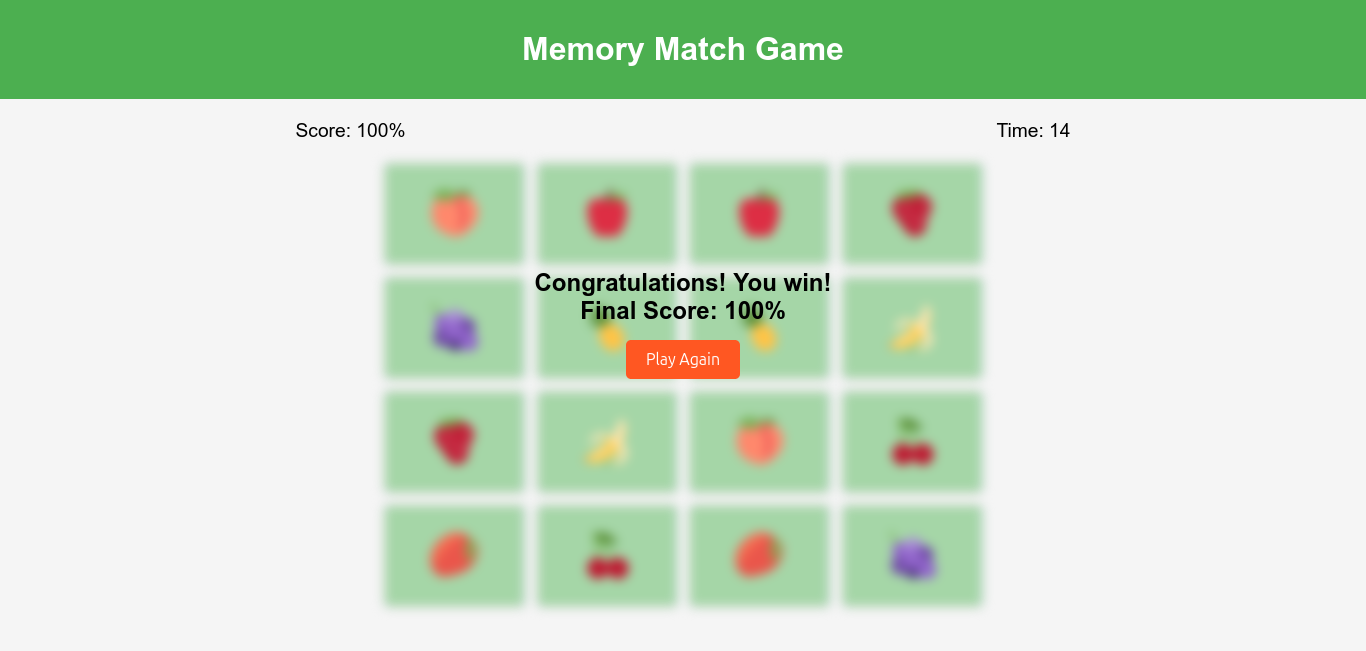 Memory Match Game
Score: 100%
Time: 14
Congratulations! You win!
Final Score: 100%
Play Again